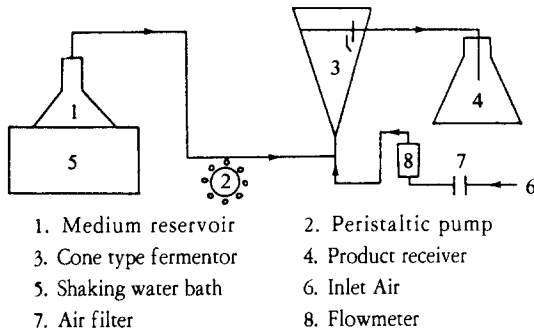 3
1
4
5
2
8
7
6
1. Medium reservoir 2. Peristaltic pump
3. Cone type fermentor 4. Product receiver
5. Shaking water bath 6. Inlet Air
7. Air filter 8. Flowmeter